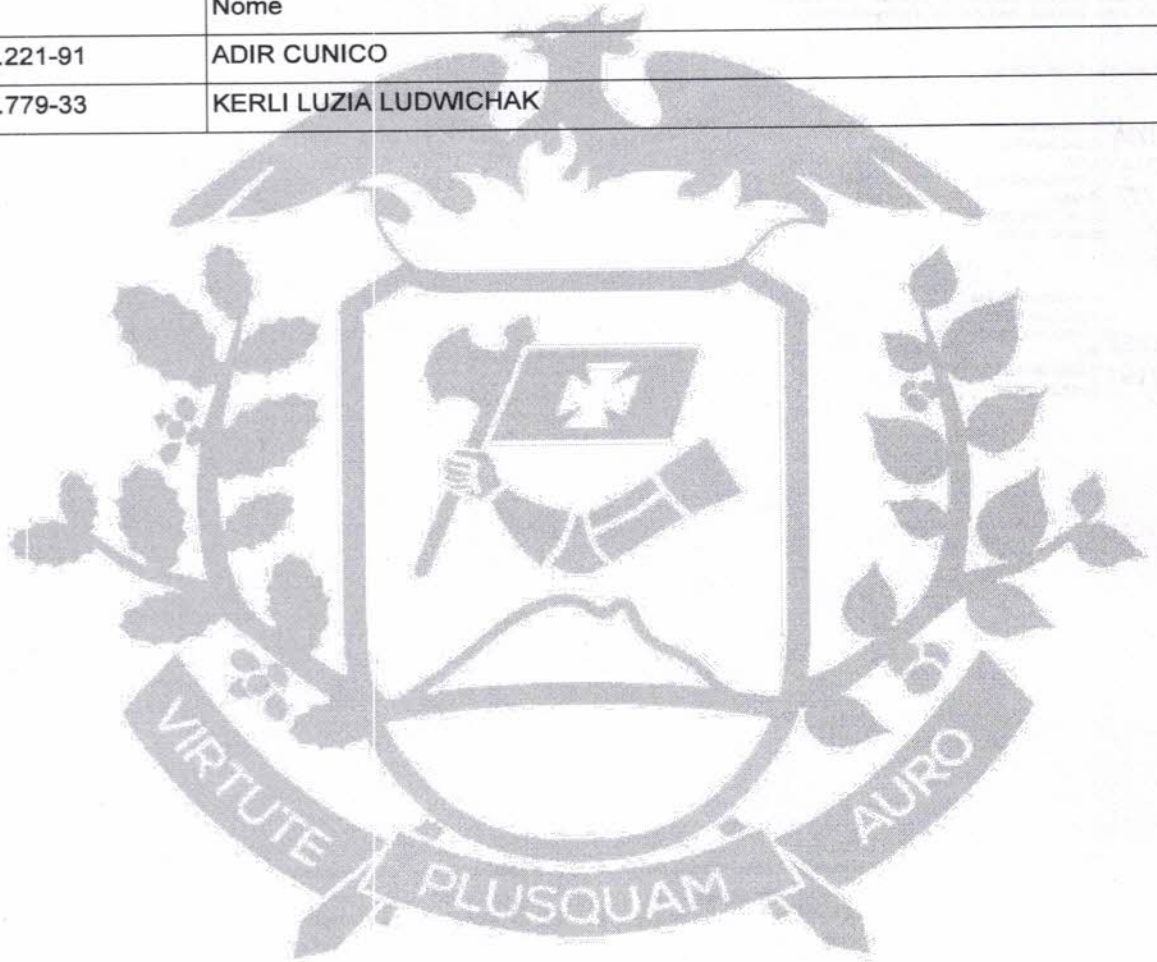 Nome
.221-91 ADIR CUNICO
.779-33 KERLI LUZIA LUDWICHAK
VIRTUTE PLUSQUAM AURO